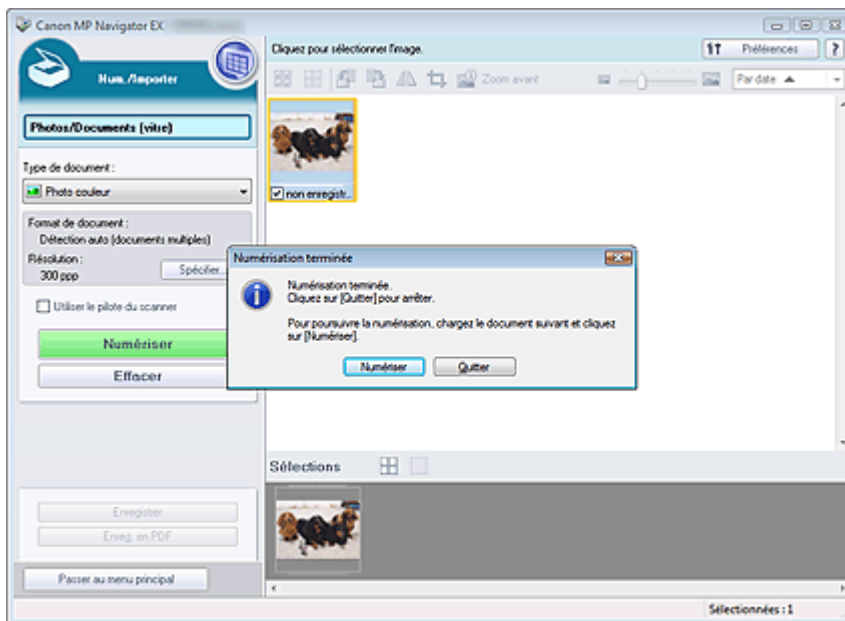 Canon MP Navigator EX
Num./Importer
Cliquez pour sélectionner l'image.
Préférences
?
Zoom avant
Par date
Photos/Documents (vitre)
Type de document :
Photo couleur
non enregistr...
Format de document :
Détection auto (documents multiples)
Résolution :
300 ppp
Spécifier...
Utiliser le pilote du scanner
Numériser
Effacer
Numérisation terminée
Numérisation terminée.
Cliquez sur [Quitter] pour arrêter.
Pour poursuivre la numérisation, chargez le document suivant et cliquez
sur [Numériser].
Numériser
Quitter
Sélections
Enregistrer
Enreg. en PDF
Passer au menu principal
Sélectionnées : 1